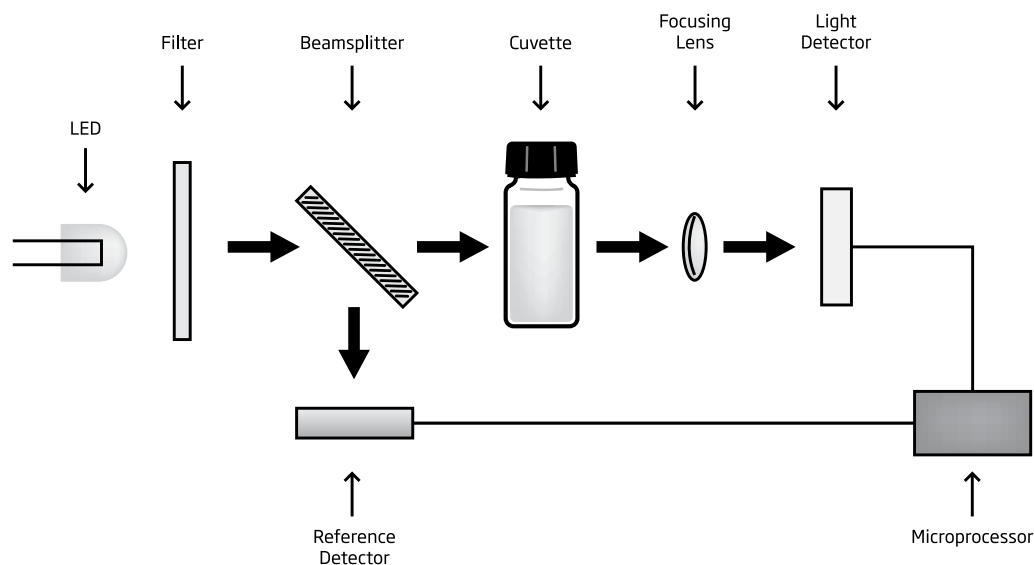 Focusing
Lens
Light
Detector
Filter
Beamsplitter
Cuvette
LED
Reference
Detector
Microprocessor